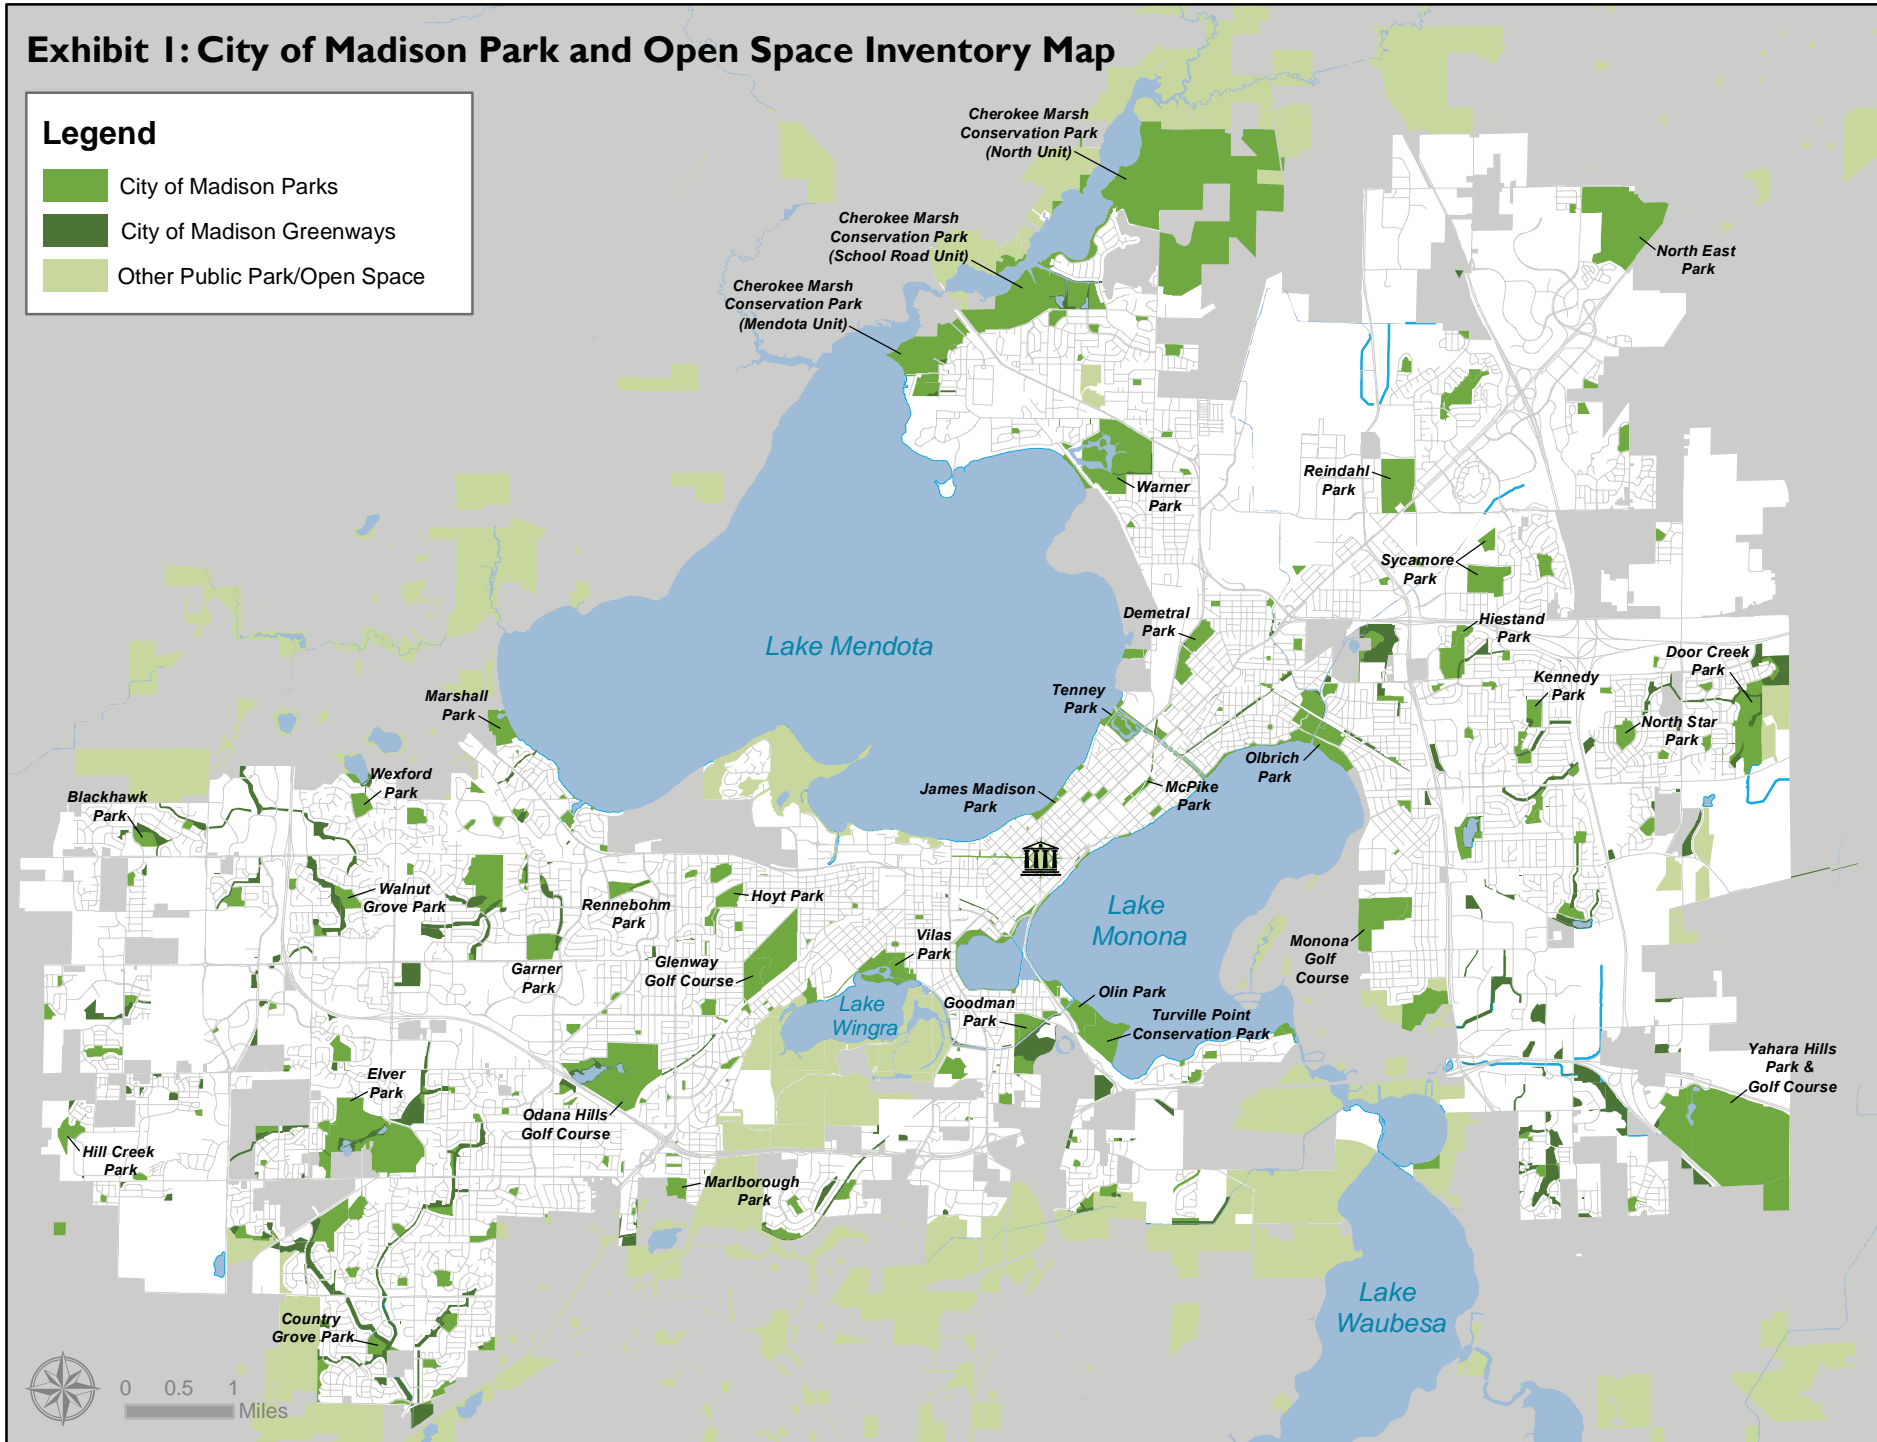 Exhibit 1: City of Madison Park and Open Space Inventory Map
Legend
City of Madison Parks
City of Madison Greenways
Other Public Park/Open Space
Cherokee Marsh
Conservation Park
(North Unit)
Cherokee Marsh
Conservation Park
(School Road Unit)
Cherokee Marsh
Conservation Park
(Mendota Unit)
North East
Park
Warner
Park
Reindahl
Park
Sycamore
Park
Demetral
Park
Hiestand
Park
Door Creek
Park
Kennedy
Park
North Star
Park
Lake Mendota
Tenney
Park
Marshall
Park
Olbrich
Park
McPike
Park
James Madison
Park
Wexford
Park
Blackhawk
Park
Walnut
Grove Park
Rennebohm
Park
Hoyt Park
Lake
Monona
Vilas
Park
Monona
Golf
Course
Garner
Park
Glenway
Golf Course
Lake
Wingra
Goodman
Park
Olin Park
Turville Point
Conservation Park
Yahara Hills
Park &
Golf Course
Elver
Park
Odana Hills
Golf Course
Hill Creek
Park
Marlborough
Park
Lake
Waubesa
Country
Grove Park
0 0.5 1
Miles